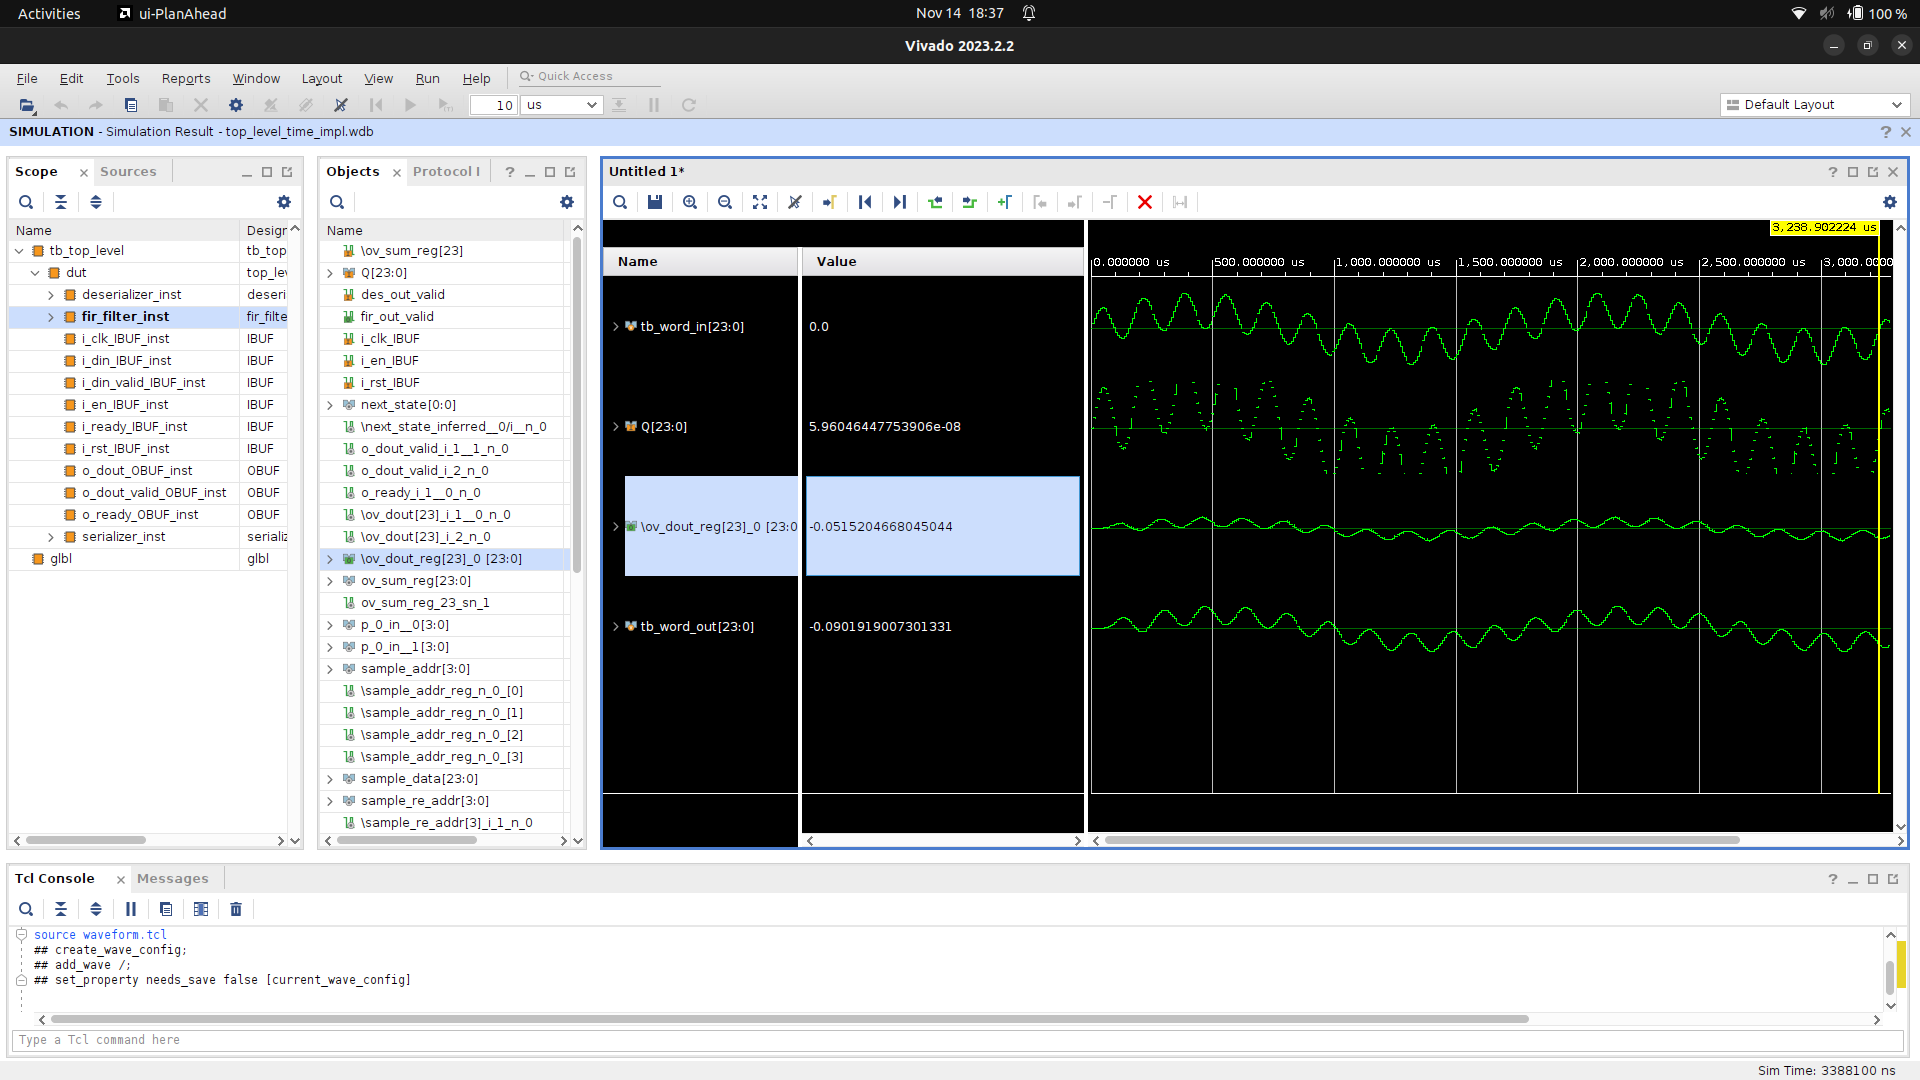 Activities
ui-PlanAhead
Nov 14 18:37
100 %
Vivado 2023.2.2
File Edit Tools Reports Window Layout View Run Help
Quick Access
10 us
Default Layout
SIMULATION - Simulation Result - top_level_time_impl.wdb
Scope Sources
Name Design
tb_top_level tb_top
dut top_lev
deserializer_inst deseri
fir_filter_inst fir_filte
i_clk_IBUF_inst IBUF
i_din_IBUF_inst IBUF
i_din_valid_IBUF_inst IBUF
i_en_IBUF_inst IBUF
i_ready_IBUF_inst IBUF
i_rst_IBUF_inst IBUF
o_dout_OBUF_inst OBUF
o_dout_valid_OBUF_inst OBUF
o_ready_OBUF_inst OBUF
serializer_inst serializ
glbl glbl
Objects Protocol I
Name
\ov_sum_reg[23]
Q[23:0]
des_out_valid
fir_out_valid
i_clk_IBUF
i_en_IBUF
i_rst_IBUF
next_state[0:0]
\next_state_inferred__0/i__n_0
o_dout_valid_i_1__1_n_0
o_dout_valid_i_2_n_0
o_ready_i_1__0_n_0
\ov_dout[23]_i_1__0_n_0
\ov_dout[23]_i_2_n_0
\ov_dout_reg[23]_0 [23:0]
ov_sum_reg[23:0]
ov_sum_reg_23_sn_1
p_0_in__0[3:0]
p_0_in__1[3:0]
sample_addr[3:0]
\sample_addr_reg_n_0_[0]
\sample_addr_reg_n_0_[1]
\sample_addr_reg_n_0_[2]
\sample_addr_reg_n_0_[3]
sample_data[23:0]
sample_re_addr[3:0]
\sample_re_addr[3]_i_1_n_0
Untitled 1*
3,238.902224 us
Name Value
0.000000 us 500.000000 us 1,000.000000 us 1,500.000000 us 2,000.000000 us 2,500.000000 us 3,000.0000
tb_word_in[23:0] 0.0
Q[23:0] 5.96046447753906e-08
\ov_dout_reg[23]_0 [23:0 -0.0515204668045044
tb_word_out[23:0] -0.0901919007301331
Tcl Console Messages
source waveform.tcl
## create_wave_config;
## add_wave /;
## set_property needs_save false [current_wave_config]
Type a Tcl command here
Sim Time: 3388100 ns